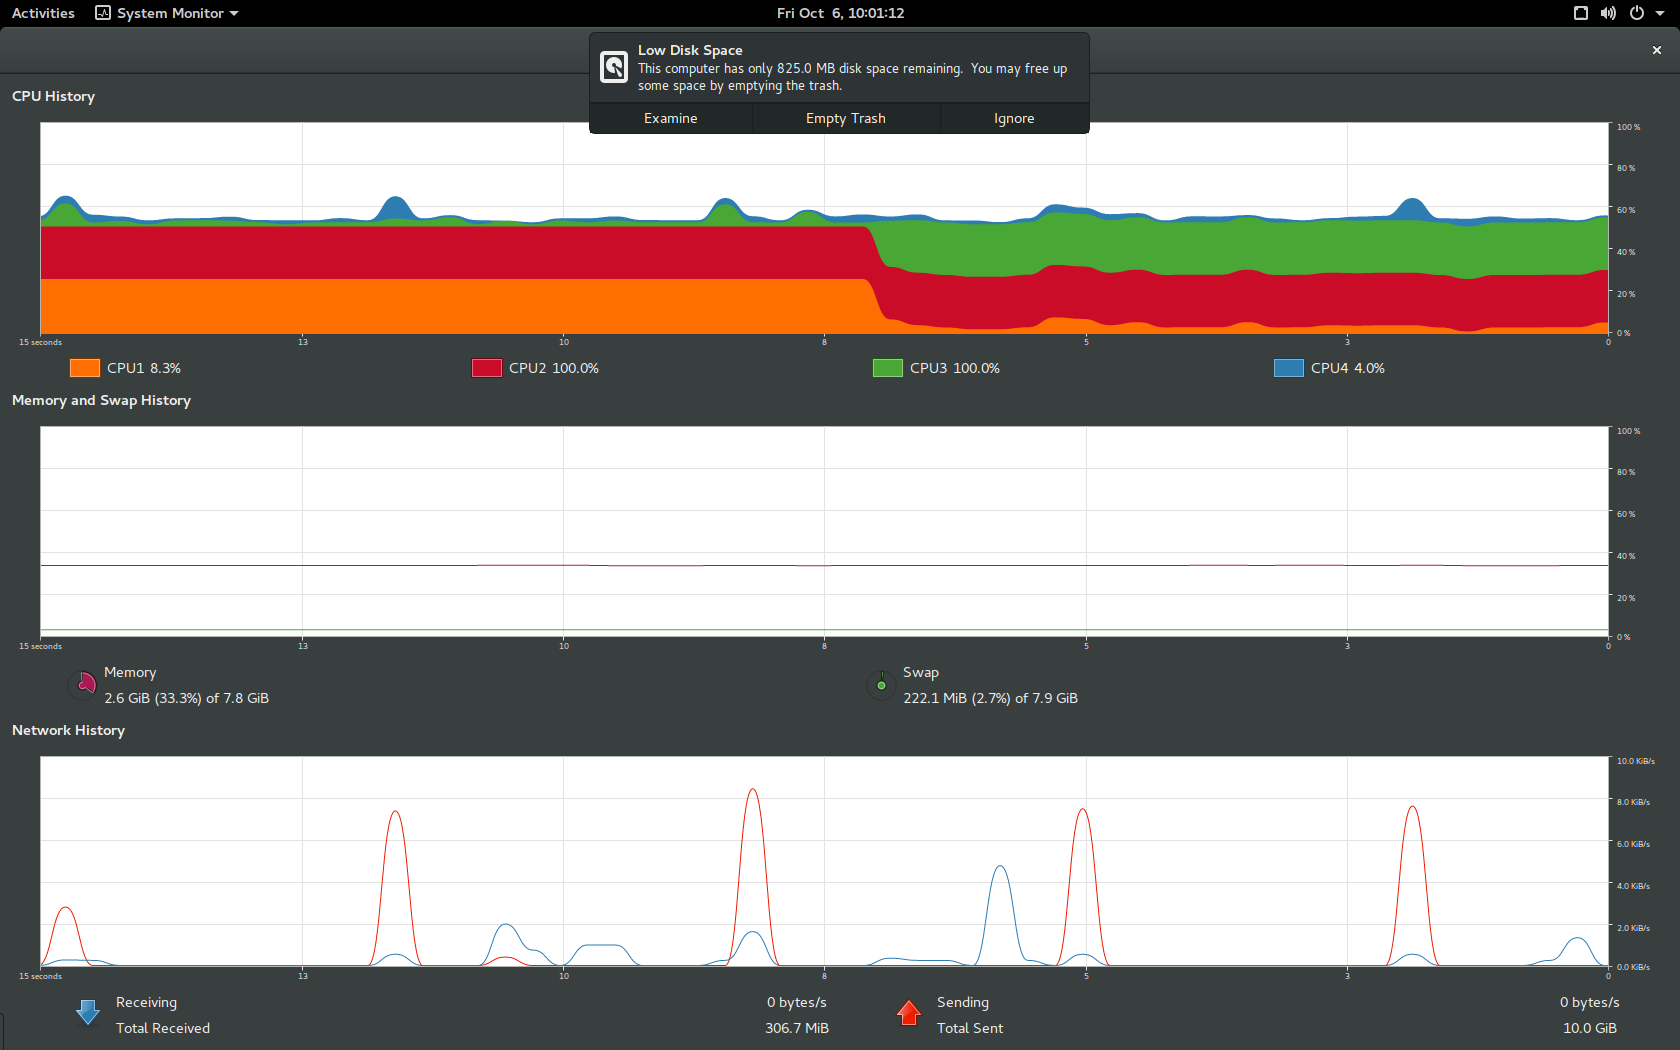 Activities System Monitor Fri Oct 6, 10:01:12
Low Disk Space
This computer has only 825.0 MB disk space remaining. You may free up
some space by emptying the trash.
Examine Empty Trash Ignore
CPU History
100 %
80 %
60 %
40 %
20 %
0 %
15 seconds 13 10 8 5 3 0
CPU1 8.3% CPU2 100.0% CPU3 100.0% CPU4 4.0%
Memory and Swap History
100 %
80 %
60 %
40 %
20 %
0 %
15 seconds 13 10 8 5 3 0
Memory
2.6 GiB (33.3%) of 7.8 GiB
Swap
222.1 MiB (2.7%) of 7.9 GiB
Network History
10.0 KiB/s
8.0 KiB/s
6.0 KiB/s
4.0 KiB/s
2.0 KiB/s
0.0 KiB/s
15 seconds 13 10 8 5 3 0
Receiving 0 bytes/s
Total Received 306.7 MiB
Sending 0 bytes/s
Total Sent 10.0 GiB